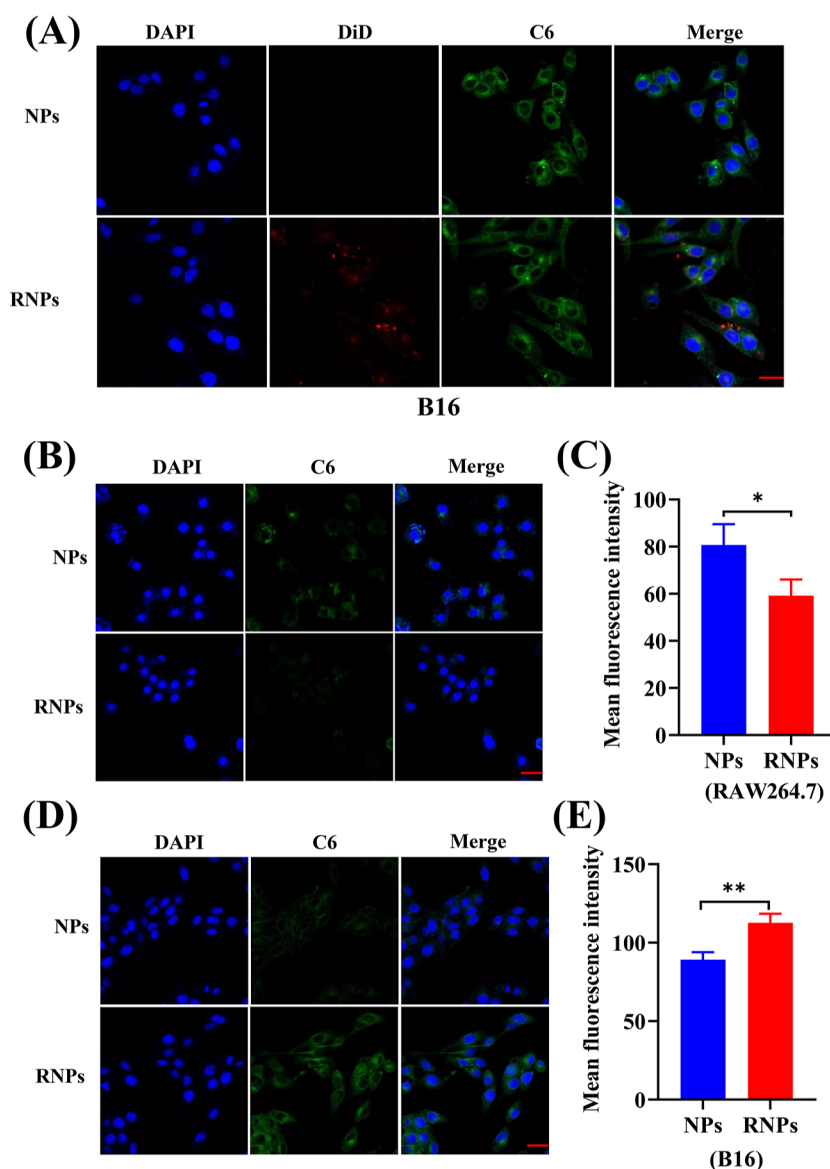 (A)
DAPI DiD C6 Merge
NPs
RNPs
B16
(B)
DAPI C6 Merge
NPs
RNPs
(C)
Mean fluorescence intensity
100
80
60
40
20
0
*
NPs RNPs
(RAW264.7)
(D)
DAPI C6 Merge
NPs
RNPs
(E)
Mean fluorescence intensity
150
100
50
0
**
NPs RNPs
(B16)